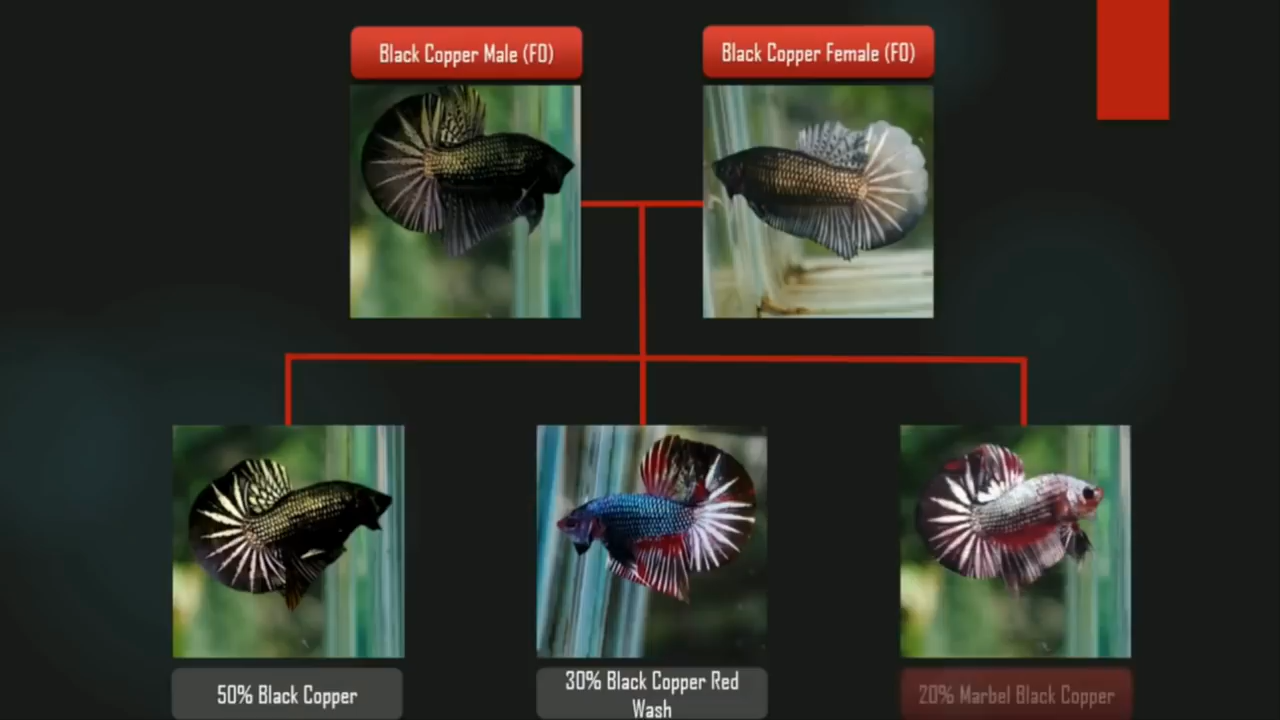 Black Copper Male (F0)
Black Copper Female (F0)
50% Black Copper
30% Black Copper Red
Wash
20% Marbel Black Copper